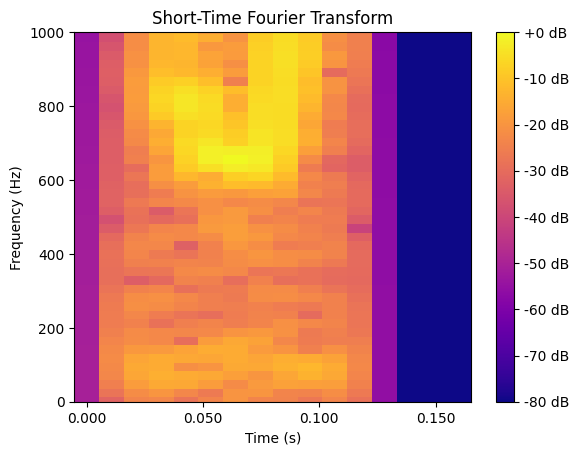 Short-Time Fourier Transform
1000
800
600
400
200
0
Frequency (Hz)
0.000
0.050
0.100
0.150
Time (s)
+0 dB
-10 dB
-20 dB
-30 dB
-40 dB
-50 dB
-60 dB
-70 dB
-80 dB